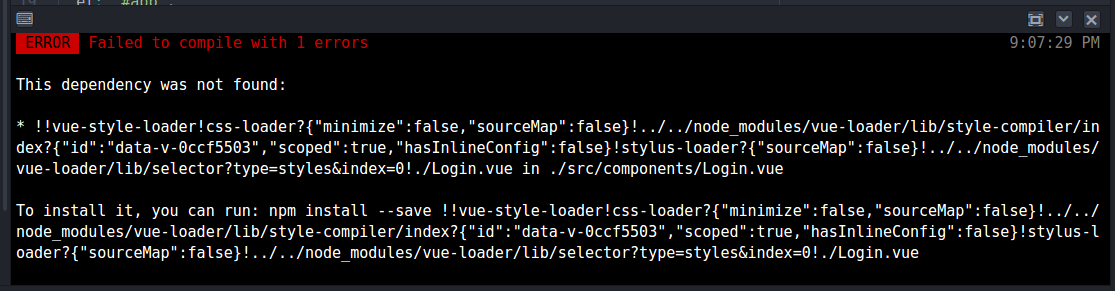 19 el: '#app',
ERROR Failed to compile with 1 errors 9:07:29 PM
This dependency was not found:
* !!vue-style-loader!css-loader?{"minimize":false,"sourceMap":false}!../../node_modules/vue-loader/lib/style-compiler/in
dex?{"id":"data-v-0ccf5503","scoped":true,"hasInlineConfig":false}!stylus-loader?{"sourceMap":false}!../../node_modules/
vue-loader/lib/selector?type=styles&index=0!./Login.vue in ./src/components/Login.vue
To install it, you can run: npm install --save !!vue-style-loader!css-loader?{"minimize":false,"sourceMap":false}!../../
node_modules/vue-loader/lib/style-compiler/index?{"id":"data-v-0ccf5503","scoped":true,"hasInlineConfig":false}!stylus-l
oader?{"sourceMap":false}!../../node_modules/vue-loader/lib/selector?type=styles&index=0!./Login.vue